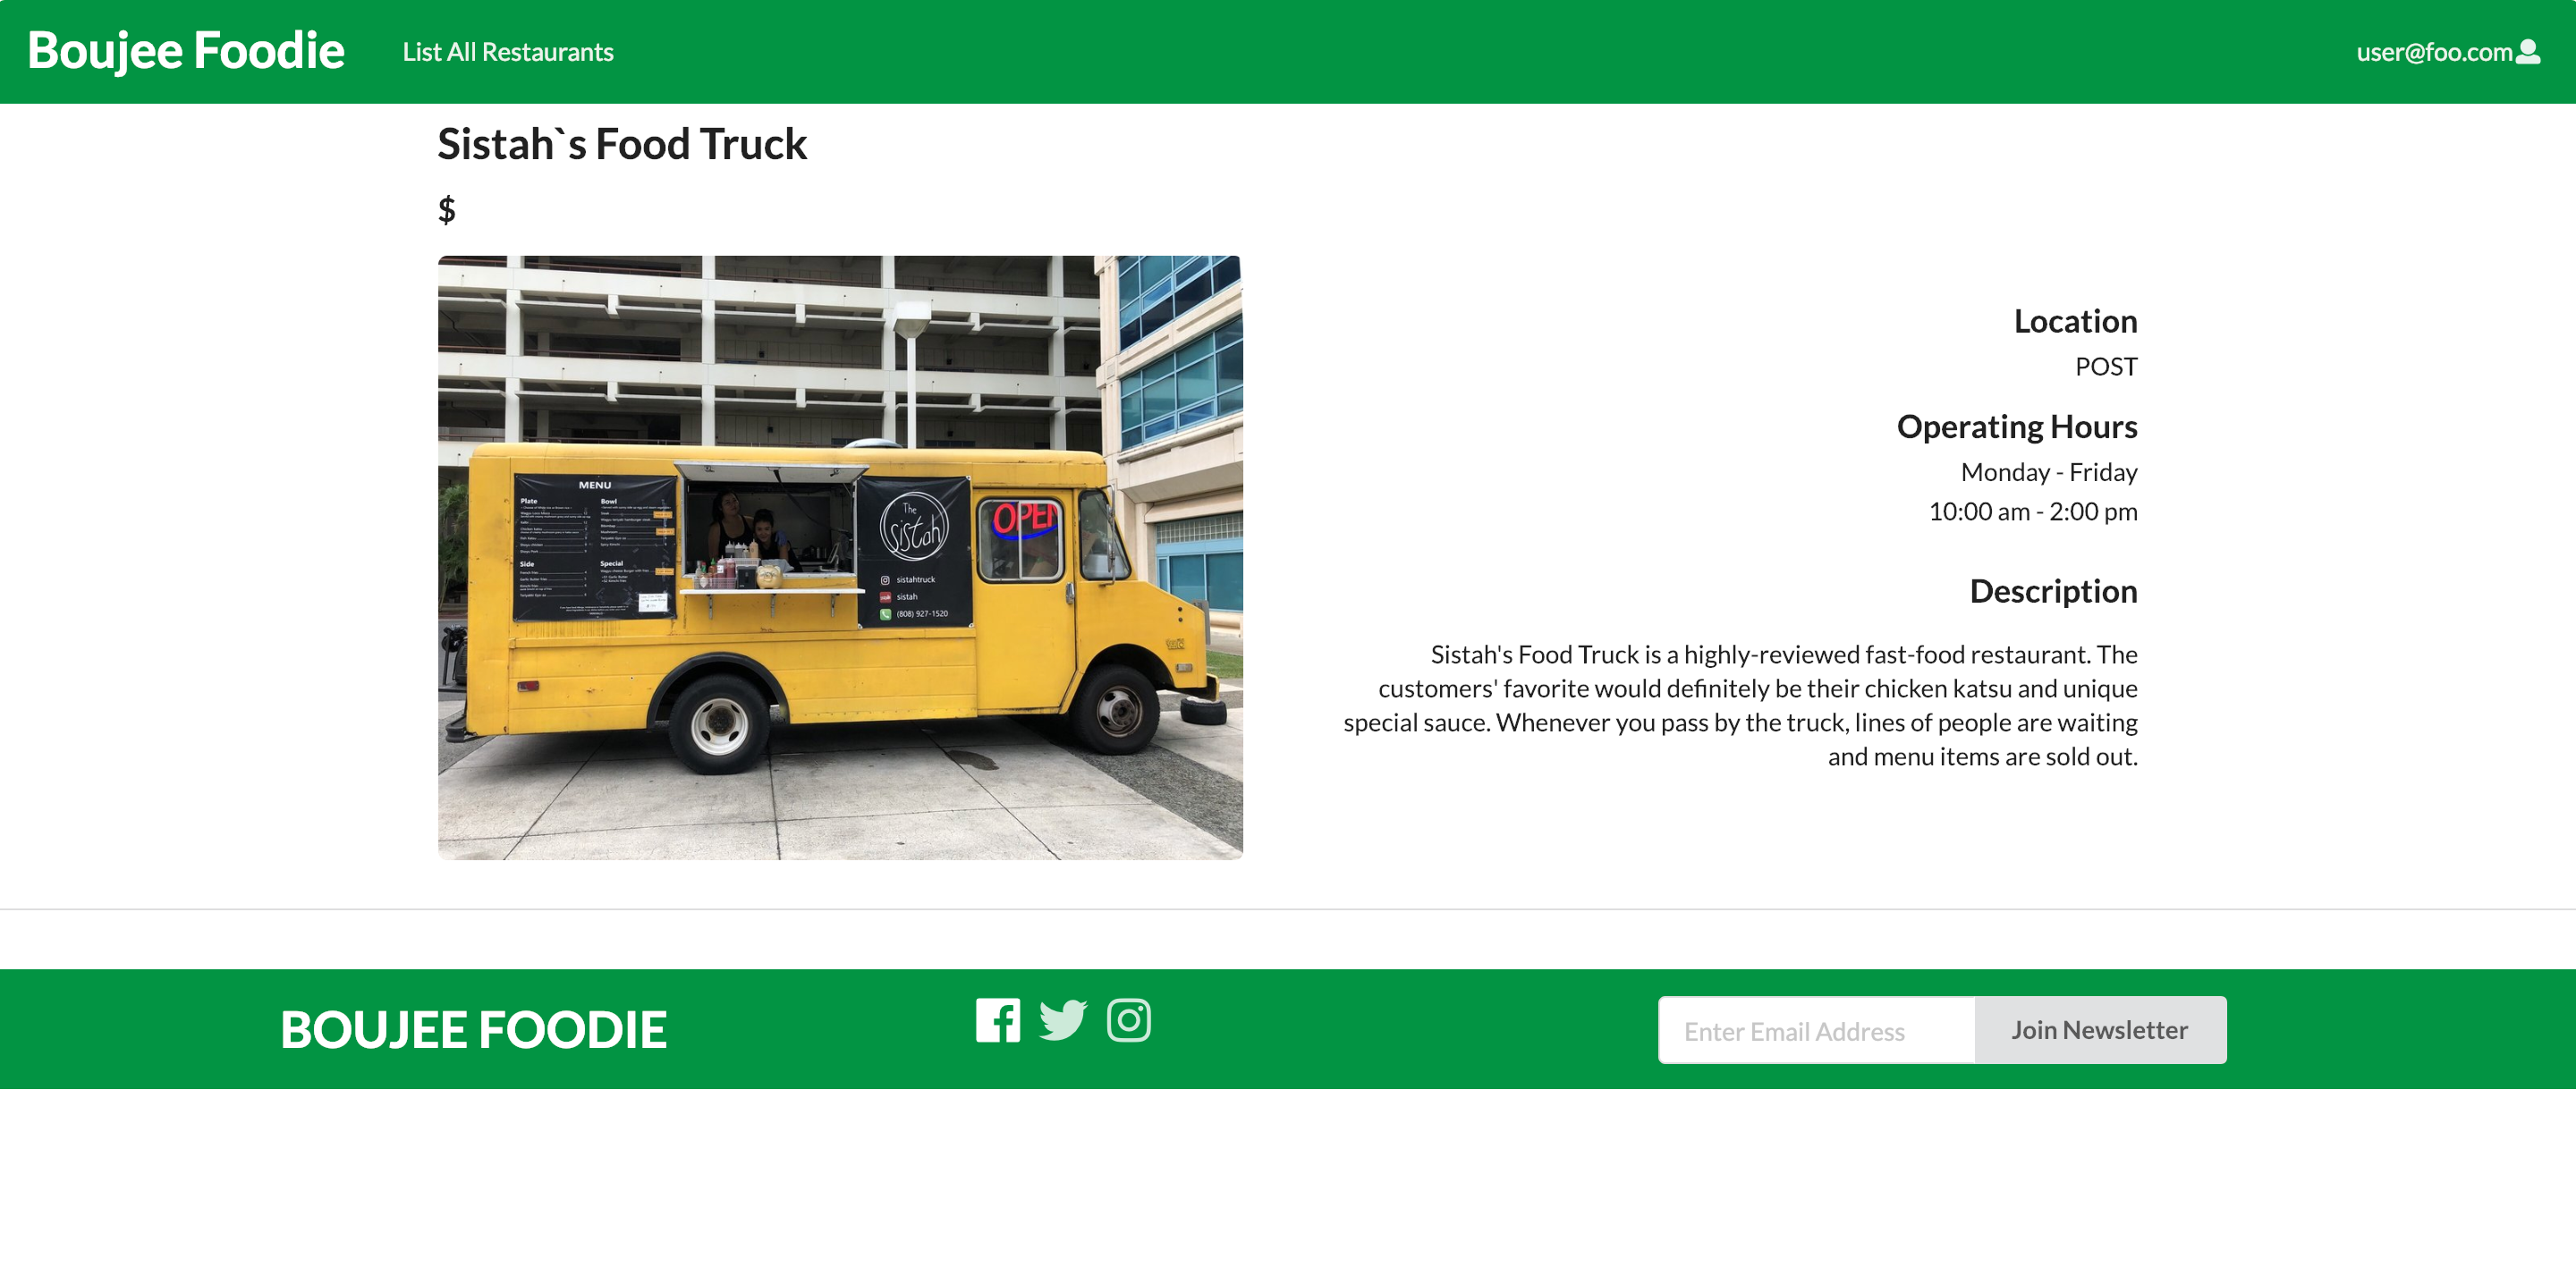 Boujee Foodie
List All Restaurants
user@foo.com
Sistah`s Food Truck
$
MENU
Plate
Bowl
Side
Special
The
Sistah
OPEN
sistahtruck
sistah
(808) 927-1520
Location
POST
Operating Hours
Monday - Friday
10:00 am - 2:00 pm
Description
Sistah's Food Truck is a highly-reviewed fast-food restaurant. The
customers' favorite would definitely be their chicken katsu and unique
special sauce. Whenever you pass by the truck, lines of people are waiting
and menu items are sold out.
BOUJEE FOODIE
Enter Email Address
Join Newsletter